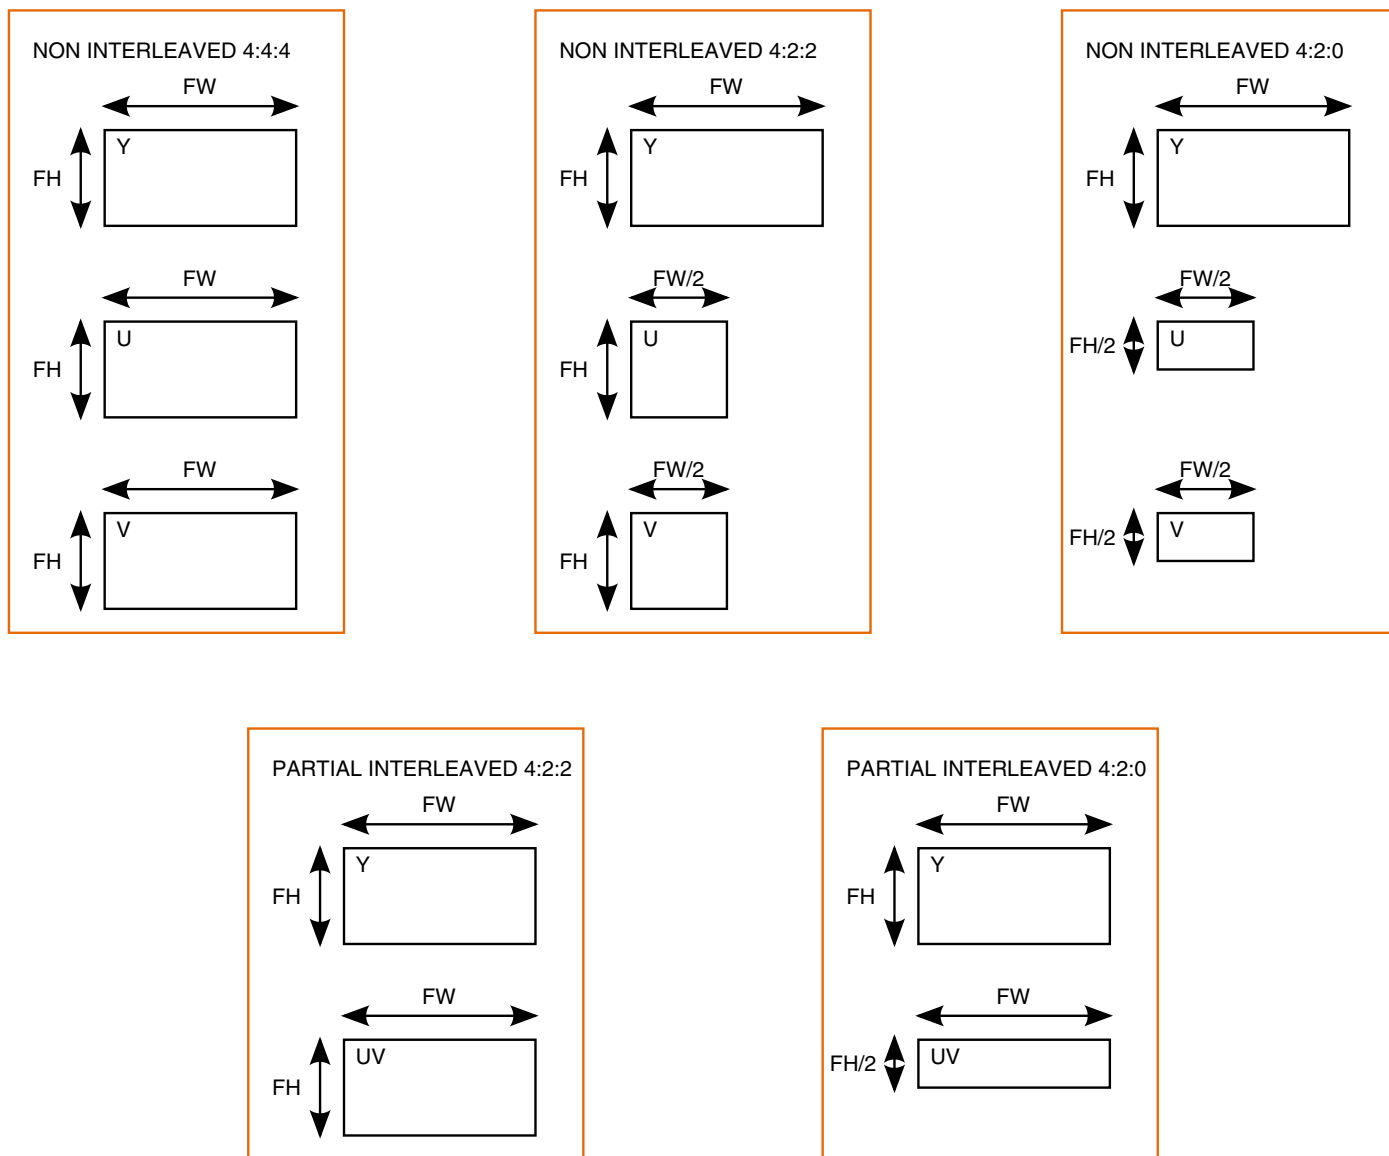 NON INTERLEAVED 4:4:4
FW
FH
Y
FW
FH
U
FW
FH
V
NON INTERLEAVED 4:2:2
FW
FH
Y
FW/2
FH
U
FW/2
FH
V
NON INTERLEAVED 4:2:0
FW
FH
Y
FW/2
FH/2
U
FW/2
FH/2
V
PARTIAL INTERLEAVED 4:2:2
FW
FH
Y
FW
FH
UV
PARTIAL INTERLEAVED 4:2:0
FW
FH
Y
FW
FH/2
UV